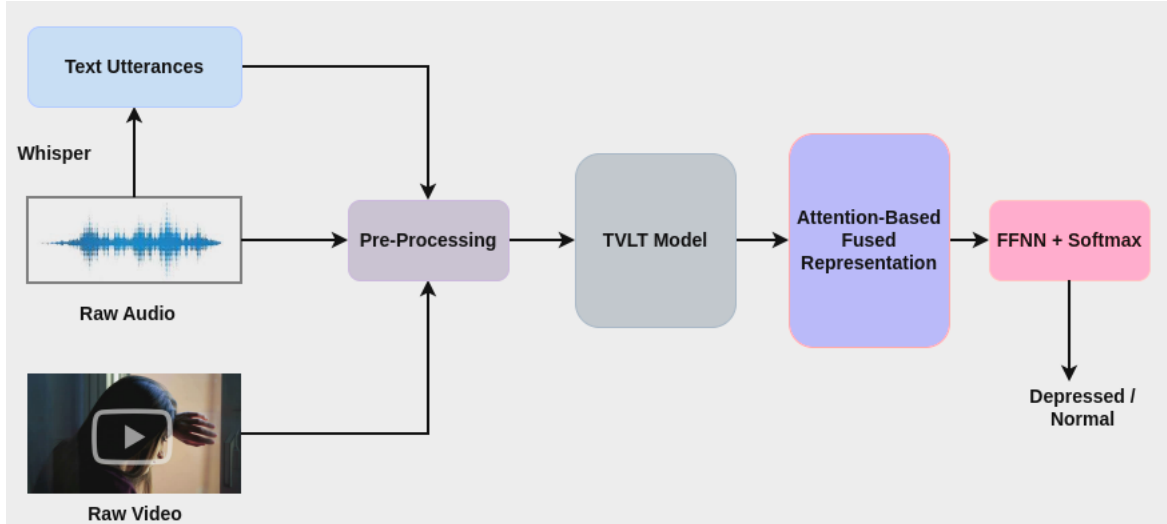 Text Utterances
Whisper
Raw Audio
Pre-Processing
TVLT Model
Attention-Based
Fused
Representation
FFNN + Softmax
Depressed /
Normal
Raw Video